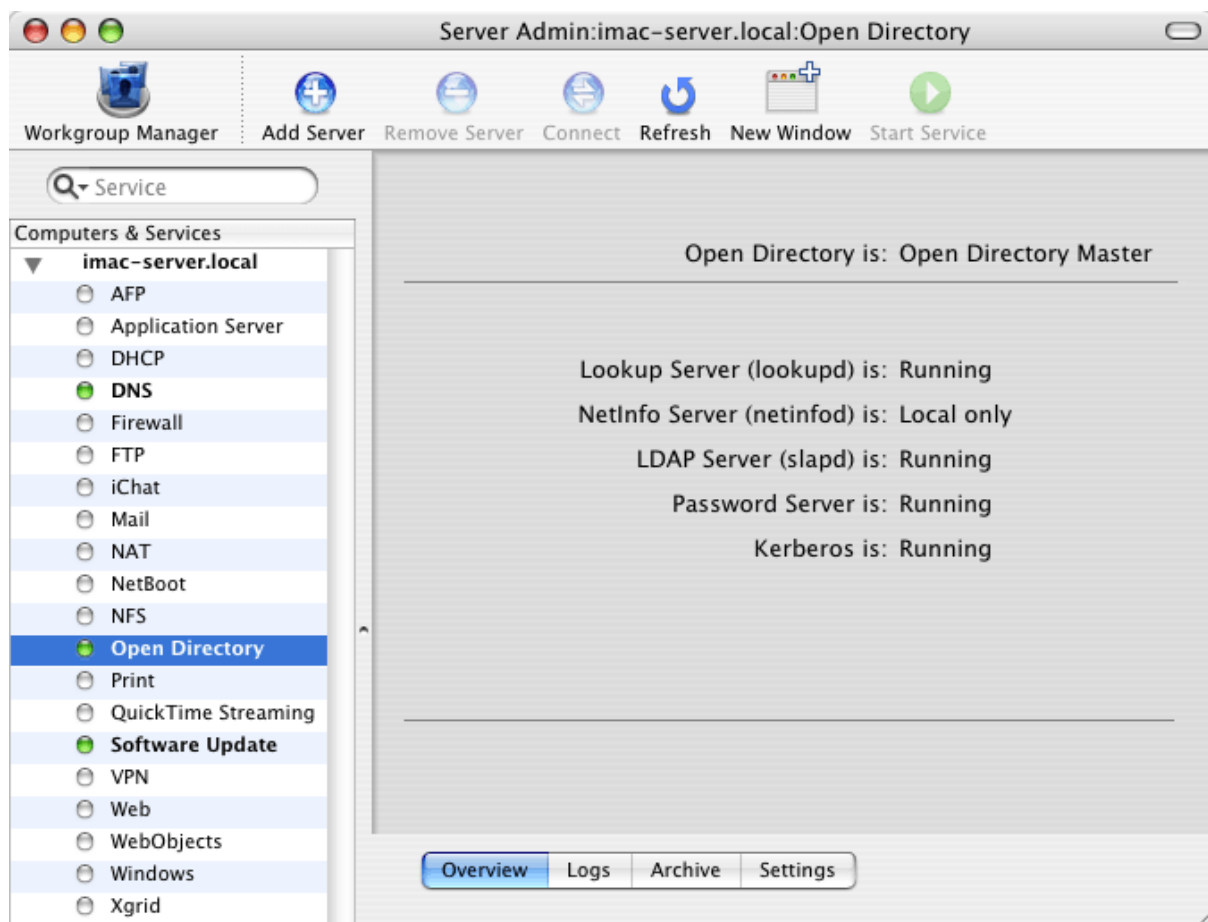 Server Admin:imac-server.local:Open Directory
Workgroup Manager
Add Server
Remove Server
Connect
Refresh
New Window
Start Service
Service
Computers & Services
imac-server.local
AFP
Application Server
DHCP
DNS
Firewall
FTP
iChat
Mail
NAT
NetBoot
NFS
Open Directory
Print
QuickTime Streaming
Software Update
VPN
Web
WebObjects
Windows
Xgrid
Open Directory is: Open Directory Master
Lookup Server (lookupd) is: Running
NetInfo Server (netinfod) is: Local only
LDAP Server (slapd) is: Running
Password Server is: Running
Kerberos is: Running
Overview
Logs
Archive
Settings